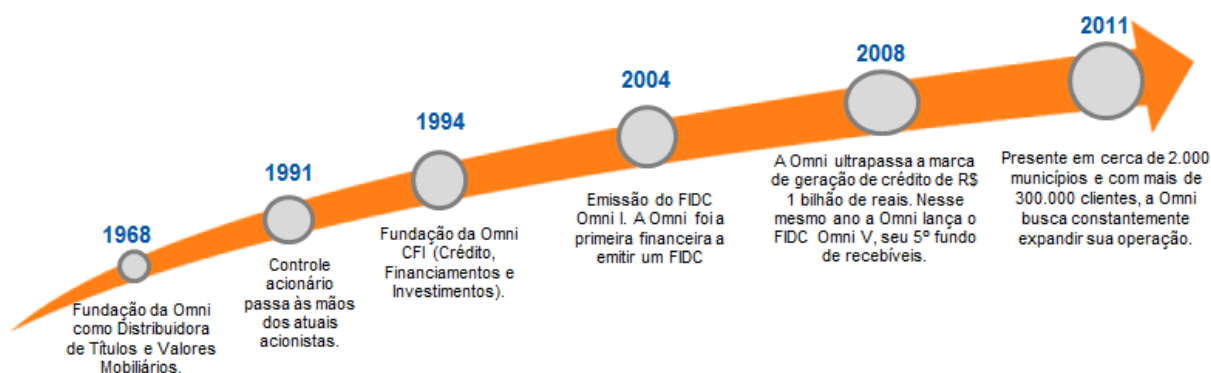 1968
Fundação da Omni
como Distribuidora
de Títulos e Valores
Mobiliários.
1991
Controle
acionário
passa às mãos
dos atuais
acionistas.
1994
Fundação da Omni
CFI (Crédito,
Financiamentos e
Investimentos).
2004
Emissão do FIDC
Omni I. A Omni foi a
primeira financeira a
emitir um FIDC
2008
A Omni ultrapassa a marca
de geração de crédito de R$
1 bilhão de reais. Nesse
mesmo ano a Omni lança o
FIDC Omni V, seu 5º fundo
de recebíveis.
2011
Presente em cerca de 2.000
municípios e com mais de
300.000 clientes, a Omni
busca constantemente
expandir sua operação.